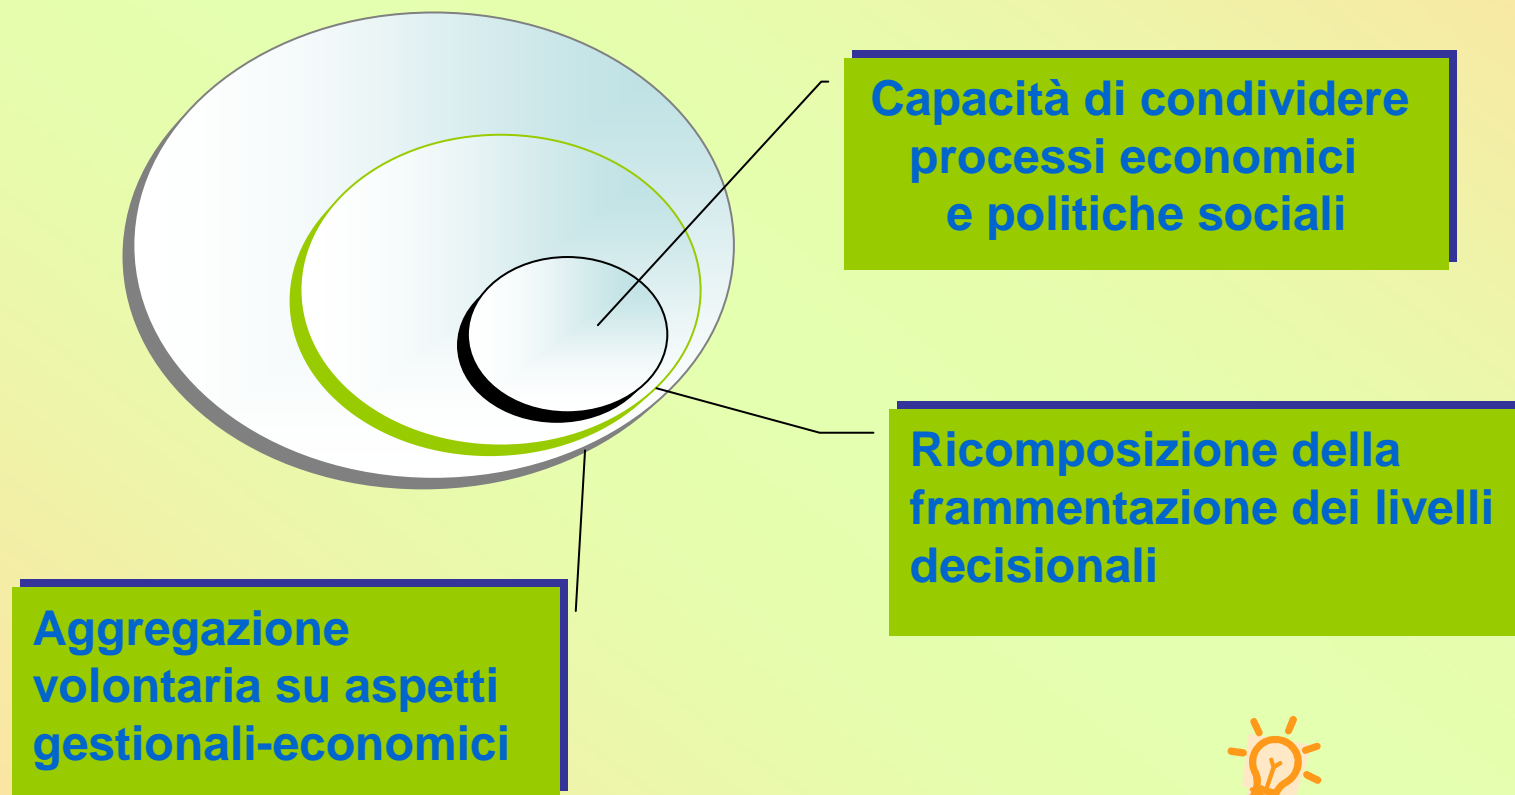 Capacità di condividere
processi economici
e politiche sociali
Ricomposizione della
frammentazione dei livelli
decisionali
Aggregazione
volontaria su aspetti
gestionali-economici